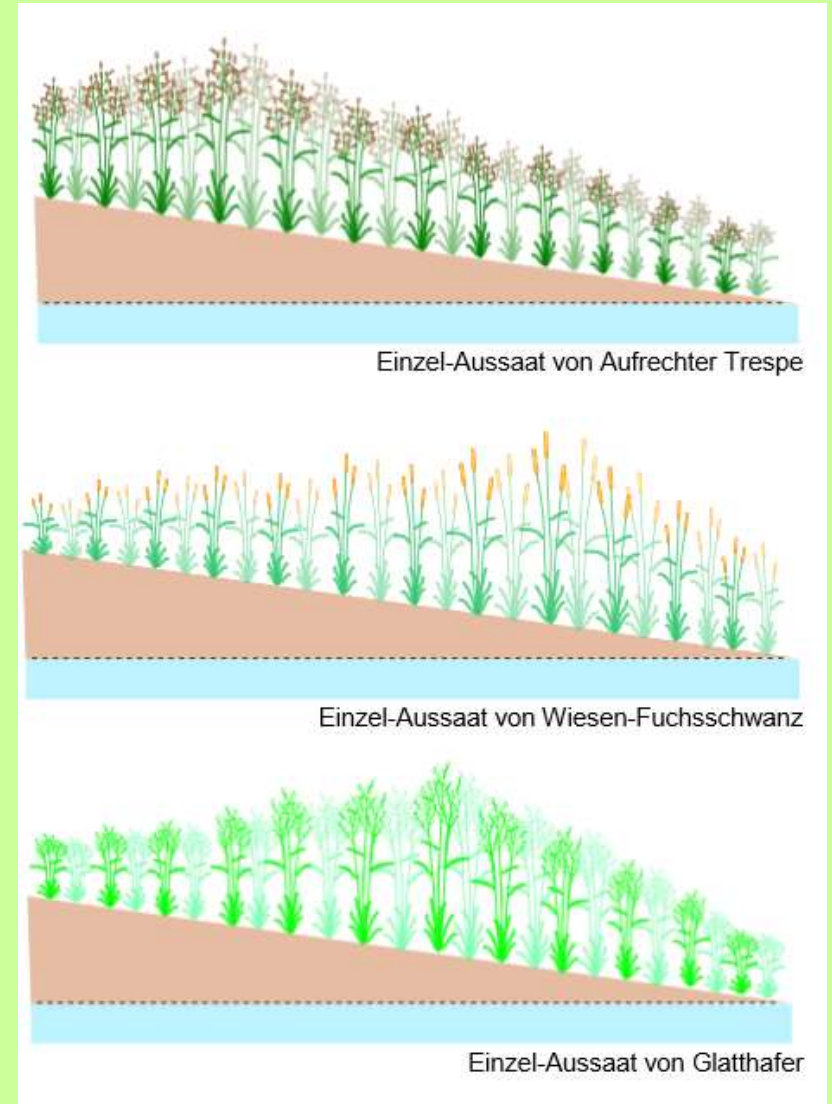 Einzel-Aussaat von Aufrechter Trespe
Einzel-Aussaat von Wiesen-Fuchsschwanz
Einzel-Aussaat von Glatthafer